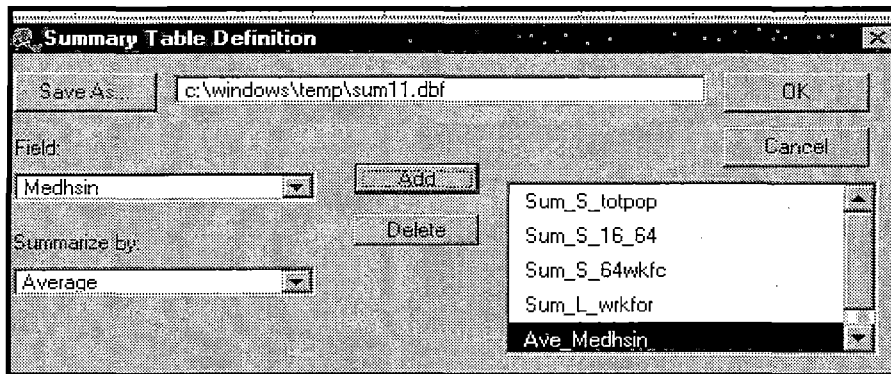 Summary Table Definition
Save As... c:\windows\temp\sum11.dbf OK
Cancel
Field:
Medhsin Add
Delete
Summarize by:
Average
Sum_S_totpop
Sum_S_16_64
Sum_S_64wkfc
Sum_L_wrkfor
Ave_Medhsin